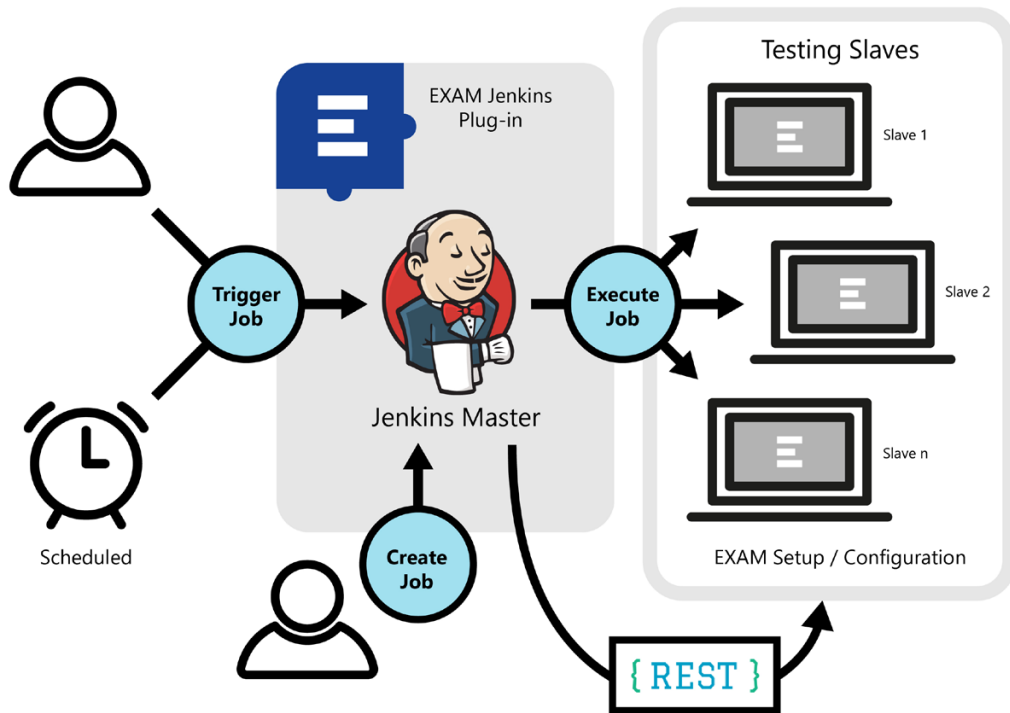 Testing Slaves
EXAM Jenkins
Plug-in
Slave 1
Trigger
Job
Execute
Job
Slave 2
Jenkins Master
Slave n
Scheduled
Create
Job
EXAM Setup / Configuration
{ REST }